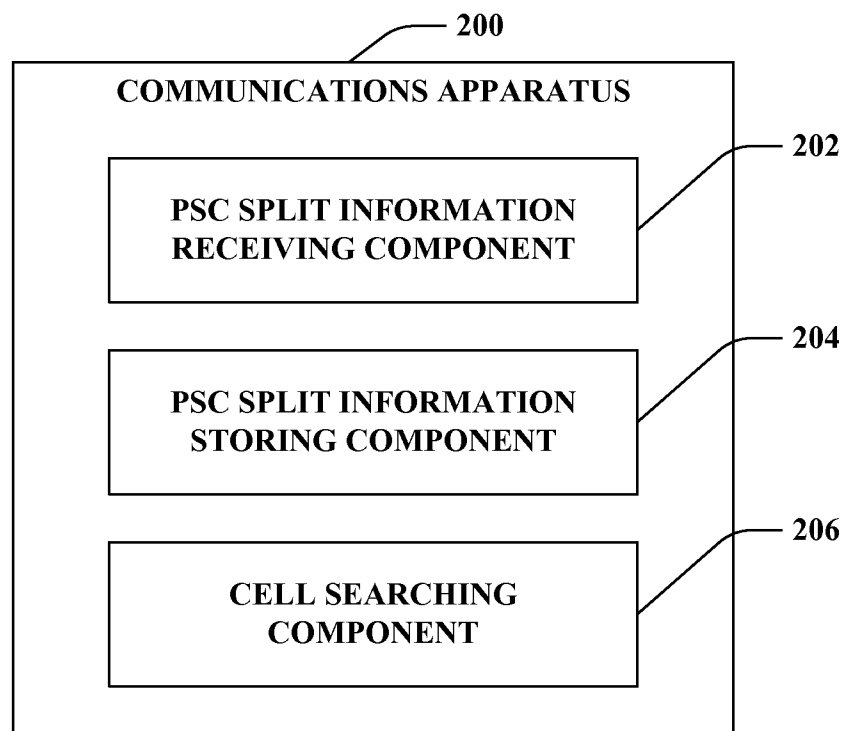 200
COMMUNICATIONS APPARATUS
202
PSC SPLIT INFORMATION
RECEIVING COMPONENT
204
PSC SPLIT INFORMATION
STORING COMPONENT
206
CELL SEARCHING
COMPONENT